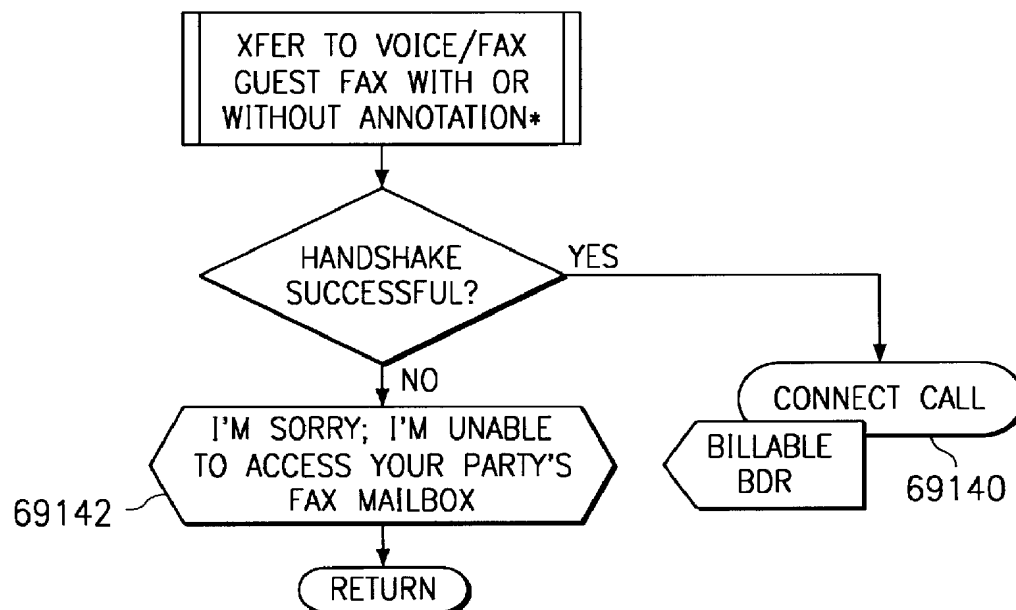 XFER TO VOICE/FAX
GUEST FAX WITH OR
WITHOUT ANNOTATION*
HANDSHAKE
SUCCESSFUL?
YES
NO
CONNECT CALL
BILLABLE
BDR
69140
I'M SORRY; I'M UNABLE
TO ACCESS YOUR PARTY'S
FAX MAILBOX
69142
RETURN